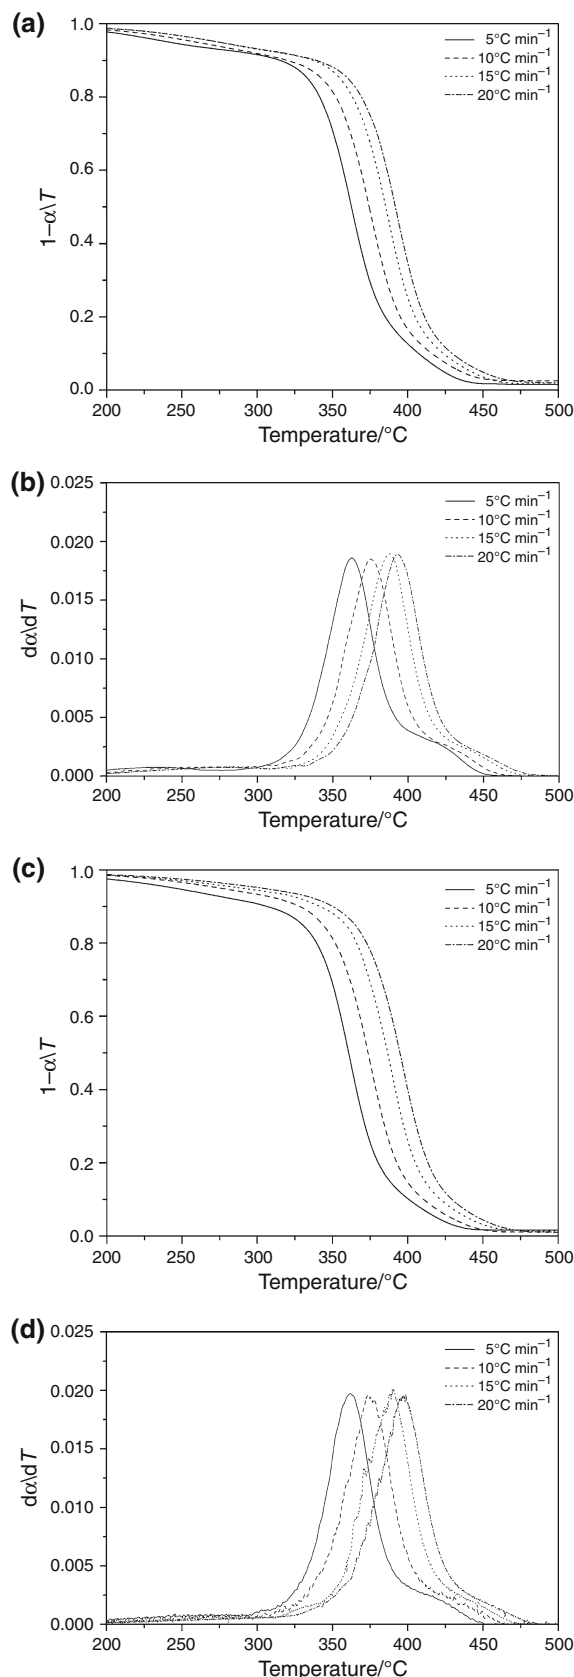 (a)
1.0
0.8
0.6
0.4
0.2
0.0
1–α\T
5°C min⁻¹
10°C min⁻¹
15°C min⁻¹
20°C min⁻¹
200 250 300 350 400 450 500
Temperature/°C
(b)
0.025
0.020
0.015
0.010
0.005
0.000
dα\dT
5°C min⁻¹
10°C min⁻¹
15°C min⁻¹
20°C min⁻¹
200 250 300 350 400 450 500
Temperature/°C
(c)
1.0
0.8
0.6
0.4
0.2
0.0
1–α\T
5°C min⁻¹
10°C min⁻¹
15°C min⁻¹
20°C min⁻¹
200 250 300 350 400 450 500
Temperature/°C
(d)
0.025
0.020
0.015
0.010
0.005
0.000
dα\dT
5°C min⁻¹
10°C min⁻¹
15°C min⁻¹
20°C min⁻¹
200 250 300 350 400 450 500
Temperature/°C